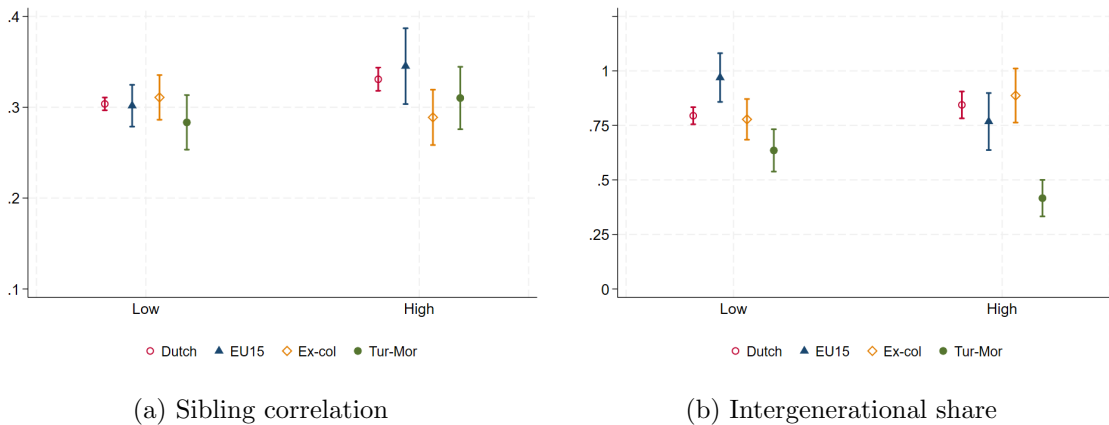 .4
.3
.2
.1
Low
High
Dutch
EU15
Ex-col
Tur-Mor
(a) Sibling correlation
1
.75
.5
.25
0
Low
High
Dutch
EU15
Ex-col
Tur-Mor
(b) Intergenerational share